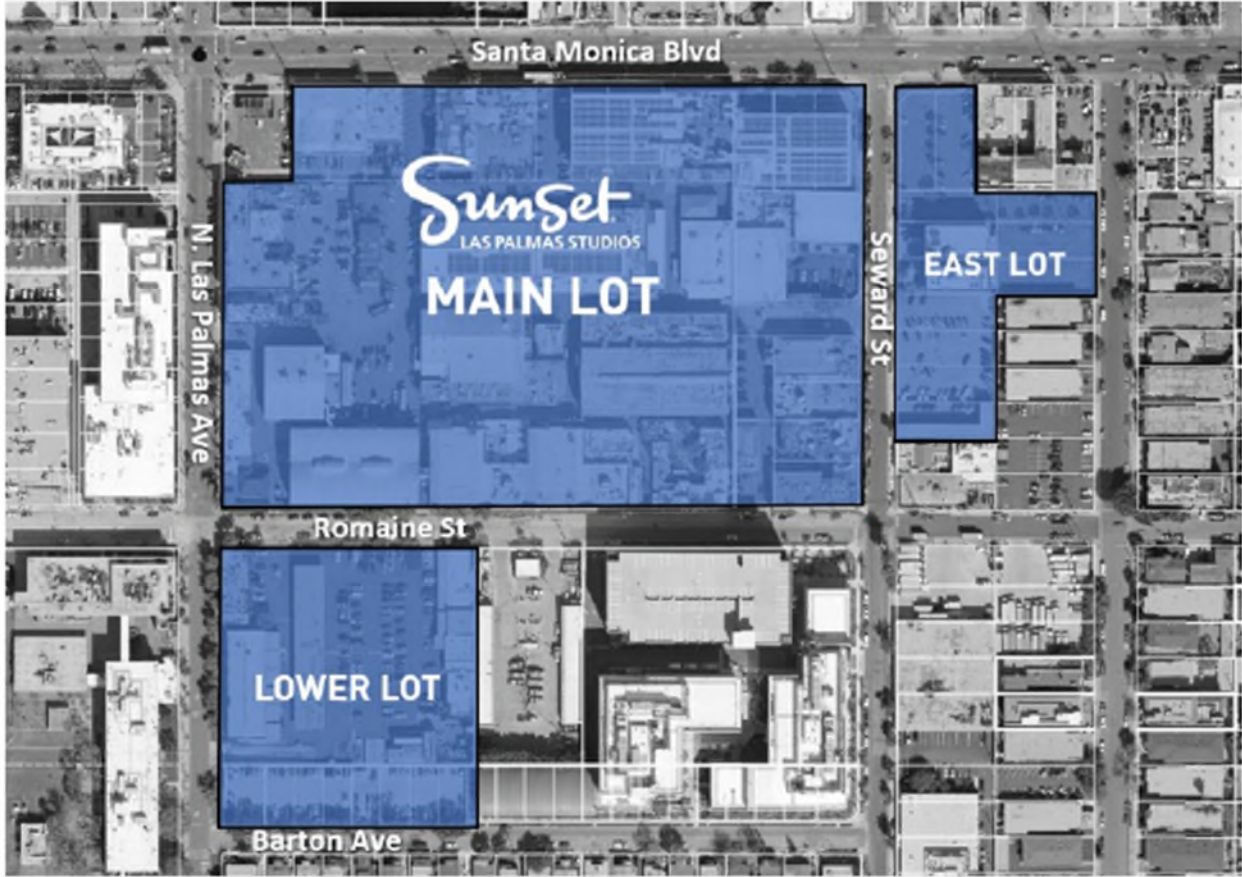 Santa Monica Blvd
SunSet
LAS PALMAS STUDIOS
MAIN LOT
EAST LOT
N. Las Palmas Ave
Seward St
Romaine St
LOWER LOT
Barton Ave